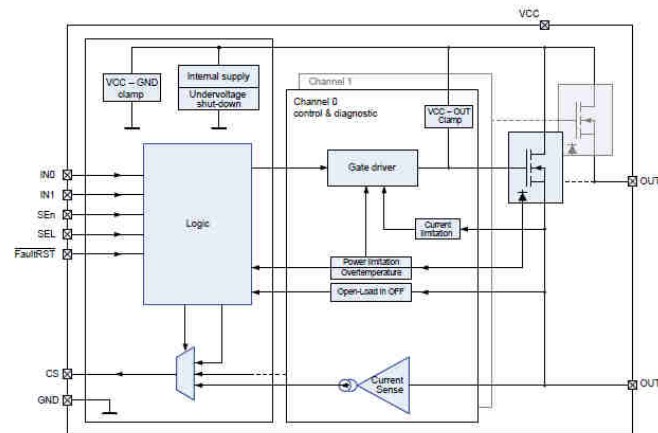 VCC
VCC – GND
clamp
Internal supply
Undervoltage
shut-down
Channel 1
Channel 0
control & diagnostic
VCC – OUT
Clamp
IN0
IN1
SEn
SEL
FaultRST
Logic
Gate driver
Current
limitation
Power limitation
Overtemperature
Open-Load in OFF
OUT
CS
GND
Current
Sense
OUT